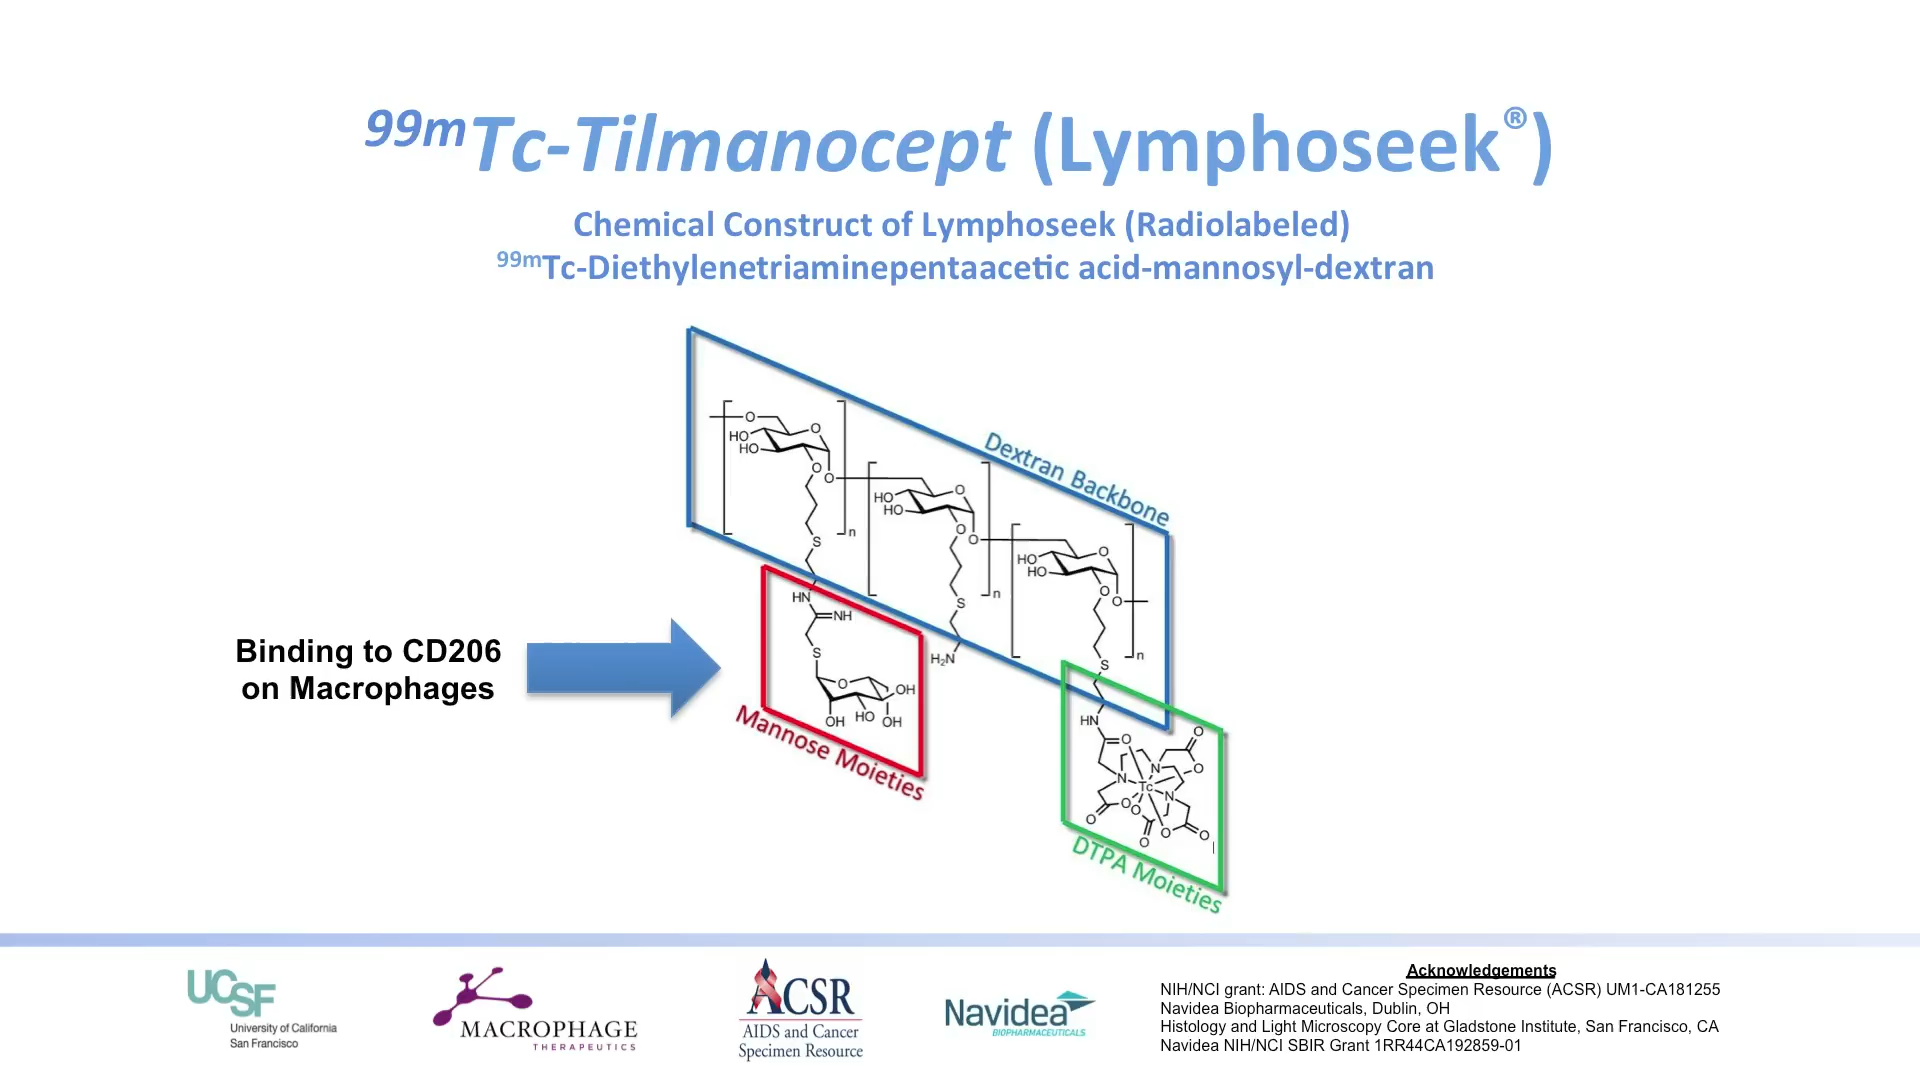 99mTc-Tilmanocept (Lymphoseek®)
Chemical Construct of Lymphoseek (Radiolabeled)
99mTc-Diethylenetriaminepentaacetic acid-mannosyl-dextran
Dextran Backbone
O
HO
HO
O
O
O
n
S
O
HO
HO
O
O
n
S
H₂N
O
HO
HO
O
O
n
S
HN
NH
S
O
OH
OH
HO
OH
Mannose Moieties
Binding to CD206
on Macrophages
HN
O
O
O
N
N
Tc
N
O
O
O
O
O
O
DTPA Moieties
UCSF
University of California
San Francisco
MACROPHAGE
THERAPEUTICS
ACSR
AIDS and Cancer
Specimen Resource
Navidea
BIOPHARMACEUTICALS
Acknowledgements
NIH/NCI grant: AIDS and Cancer Specimen Resource (ACSR) UM1-CA181255
Navidea Biopharmaceuticals, Dublin, OH
Histology and Light Microscopy Core at Gladstone Institute, San Francisco, CA
Navidea NIH/NCI SBIR Grant 1RR44CA192859-01